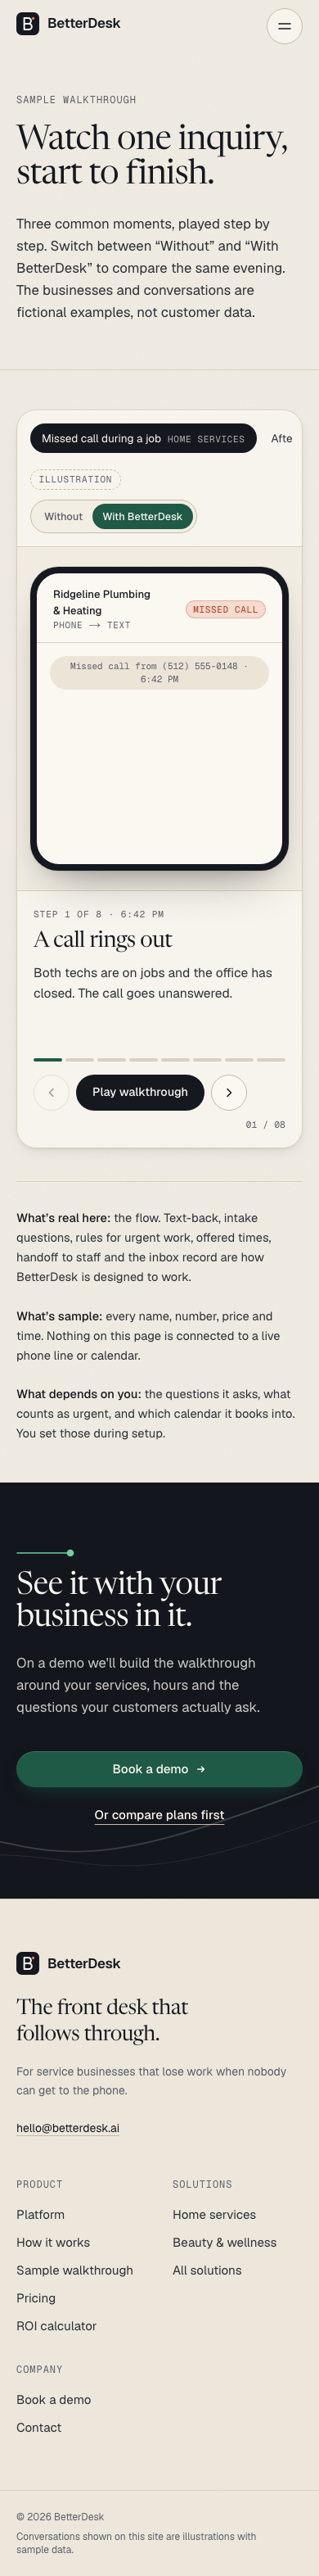 BetterDesk
SAMPLE WALKTHROUGH
Watch one inquiry,
start to finish.
Three common moments, played step by
step. Switch between “Without” and “With
BetterDesk” to compare the same evening.
The businesses and conversations are
fictional examples, not customer data.
Missed call during a job HOME SERVICES Afte
ILLUSTRATION
Without With BetterDesk
Ridgeline Plumbing
& Heating
PHONE → TEXT
MISSED CALL
Missed call from (512) 555-0148 ·
6:42 PM
STEP 1 OF 8 · 6:42 PM
A call rings out
Both techs are on jobs and the office has
closed. The call goes unanswered.
Play walkthrough
01 / 08
What’s real here: the flow. Text-back, intake
questions, rules for urgent work, offered times,
handoff to staff and the inbox record are how
BetterDesk is designed to work.
What’s sample: every name, number, price and
time. Nothing on this page is connected to a live
phone line or calendar.
What depends on you: the questions it asks, what
counts as urgent, and which calendar it books into.
You set those during setup.
See it with your
business in it.
On a demo we'll build the walkthrough
around your services, hours and the
questions your customers actually ask.
Book a demo →
Or compare plans first
BetterDesk
The front desk that
follows through.
For service businesses that lose work when nobody
can get to the phone.
hello@betterdesk.ai
PRODUCT
Platform
How it works
Sample walkthrough
Pricing
ROI calculator
SOLUTIONS
Home services
Beauty & wellness
All solutions
COMPANY
Book a demo
Contact
© 2026 BetterDesk
Conversations shown on this site are illustrations with
sample data.